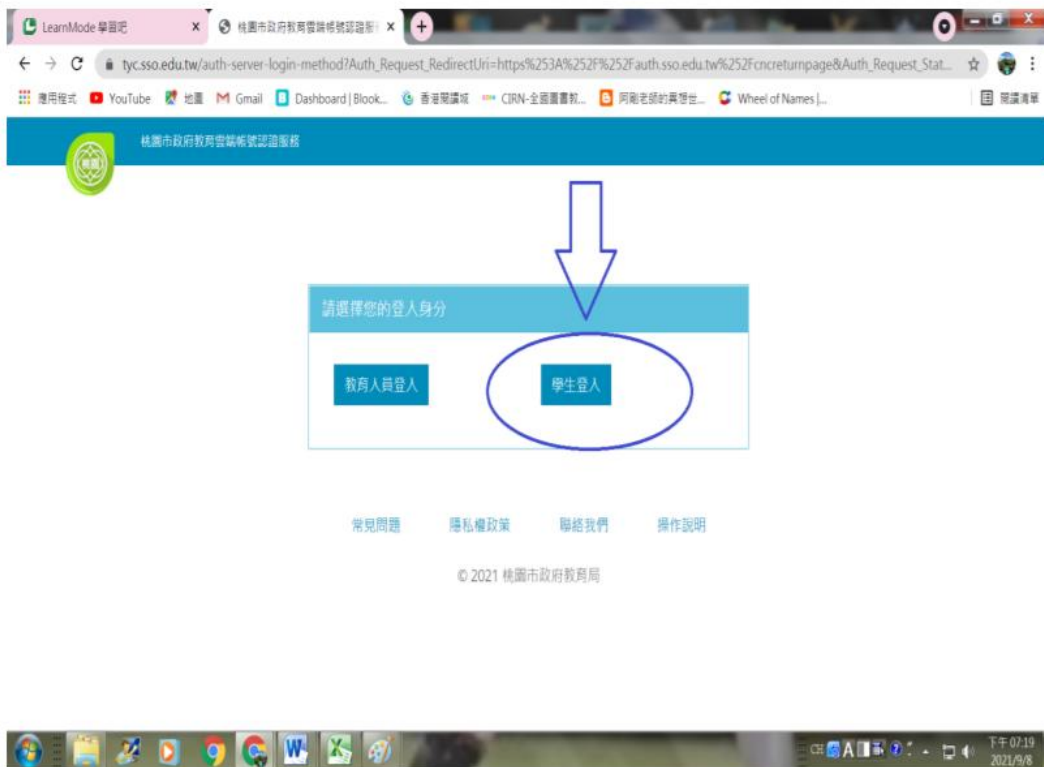 LearnMode 學習吧
桃園市政府教育雲端帳號認證服
tyc.sso.edu.tw/auth-server-login-method?Auth_Request_RedirectUri=https%253A%252F%252Fauth.sso.edu.tw%252Fcncreturnpage&Auth_Request_Stat...
應用程式 YouTube 地圖 Gmail Dashboard | Blook... 香港閱讀城 CIRN-全國圖書教... 阿剛老師的異想世... Wheel of Names |... 閱讀清單
桃園市政府教育雲端帳號認證服務
桃園
請選擇您的登入身分
教育人員登入 學生登入
常見問題 隱私權政策 聯絡我們 操作說明
© 2021 桃園市政府教育局
CH A
下午 07:19
2021/9/8